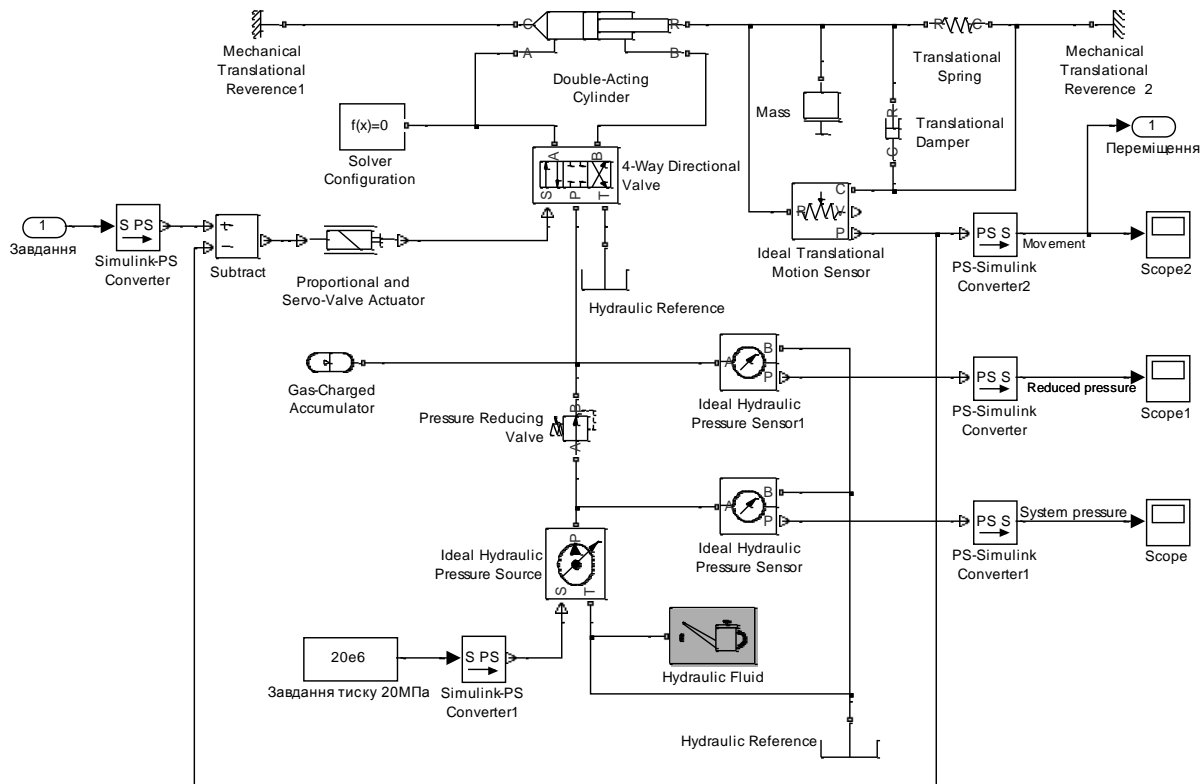 C
R
R
C
Mechanical
Translational
Reverence1
A
B
Double-Acting
Cylinder
Translational
Spring
Mechanical
Translational
Reverence 2
f(x)=0
Solver
Configuration
Mass
R
C
Translational
Damper
1
Переміщення
A
B
S
P
T
4-Way Directional
Valve
1
Завдання
S PS
Simulink-PS
Converter
Subtract
Proportional and
Servo-Valve Actuator
Hydraulic Reference
R
C
V
P
Ideal Translational
Motion Sensor
PS S
Movement
PS-Simulink
Converter2
Scope2
Gas-Charged
Accumulator
A
B
P
Ideal Hydraulic
Pressure Sensor1
PS S
Reduced pressure
PS-Simulink
Converter
Scope1
Pressure Reducing
Valve
B
A
A
B
P
Ideal Hydraulic
Pressure Sensor
PS S
System pressure
PS-Simulink
Converter1
Scope
Ideal Hydraulic
Pressure Source
P
S
T
20e6
Завдання тиску 20МПа
S PS
Simulink-PS
Converter1
Hydraulic Fluid
Hydraulic Reference